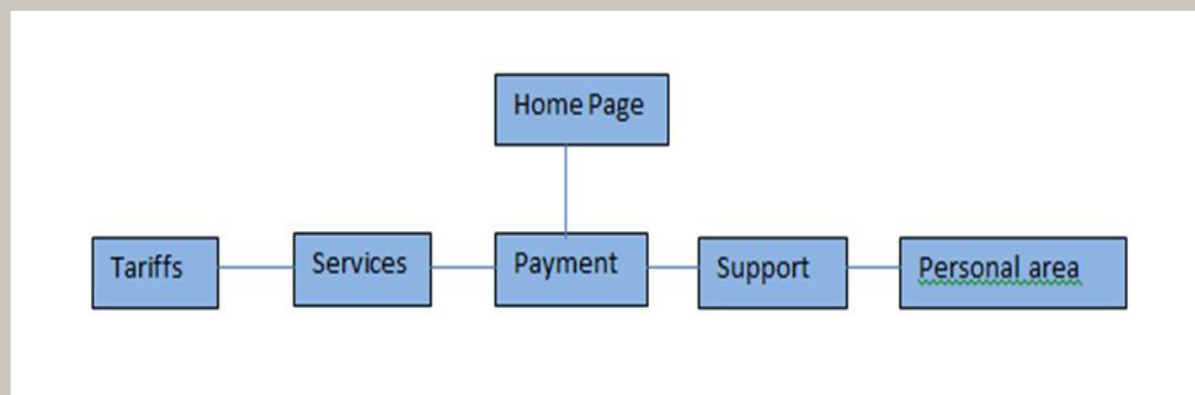 Home Page
Tariffs
Services
Payment
Support
Personal area